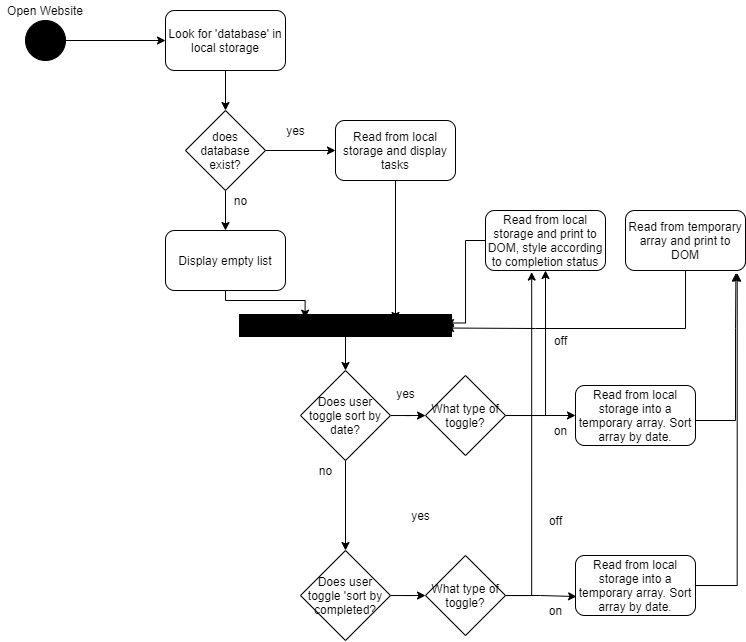 Open Website
Look for 'database' in
local storage
does
database
exist?
yes
Read from local
storage and display
tasks
no
Display empty list
Read from local
storage and print to
DOM, style according
to completion status
Read from temporary
array and print to
DOM
off
Does user
toggle sort by
date?
yes
What type of
toggle?
on
Read from local
storage into a
temporary array. Sort
array by date.
no
yes
off
Does user
toggle 'sort by
completed?
What type of
toggle?
on
Read from local
storage into a
temporary array. Sort
array by date.